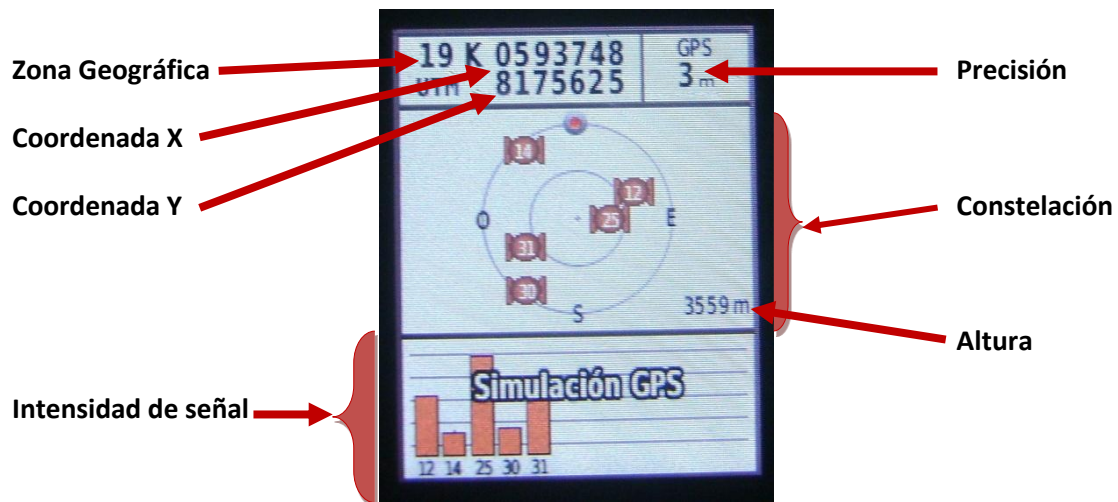 Zona Geográfica
Coordenada X
Coordenada Y
Intensidad de señal
19 K 0593748
UTM 8175625
GPS
3 m
14
12
25
O
E
31
30
S
3559 m
Simulación GPS
12 14 25 30 31
Precisión
Constelación
Altura